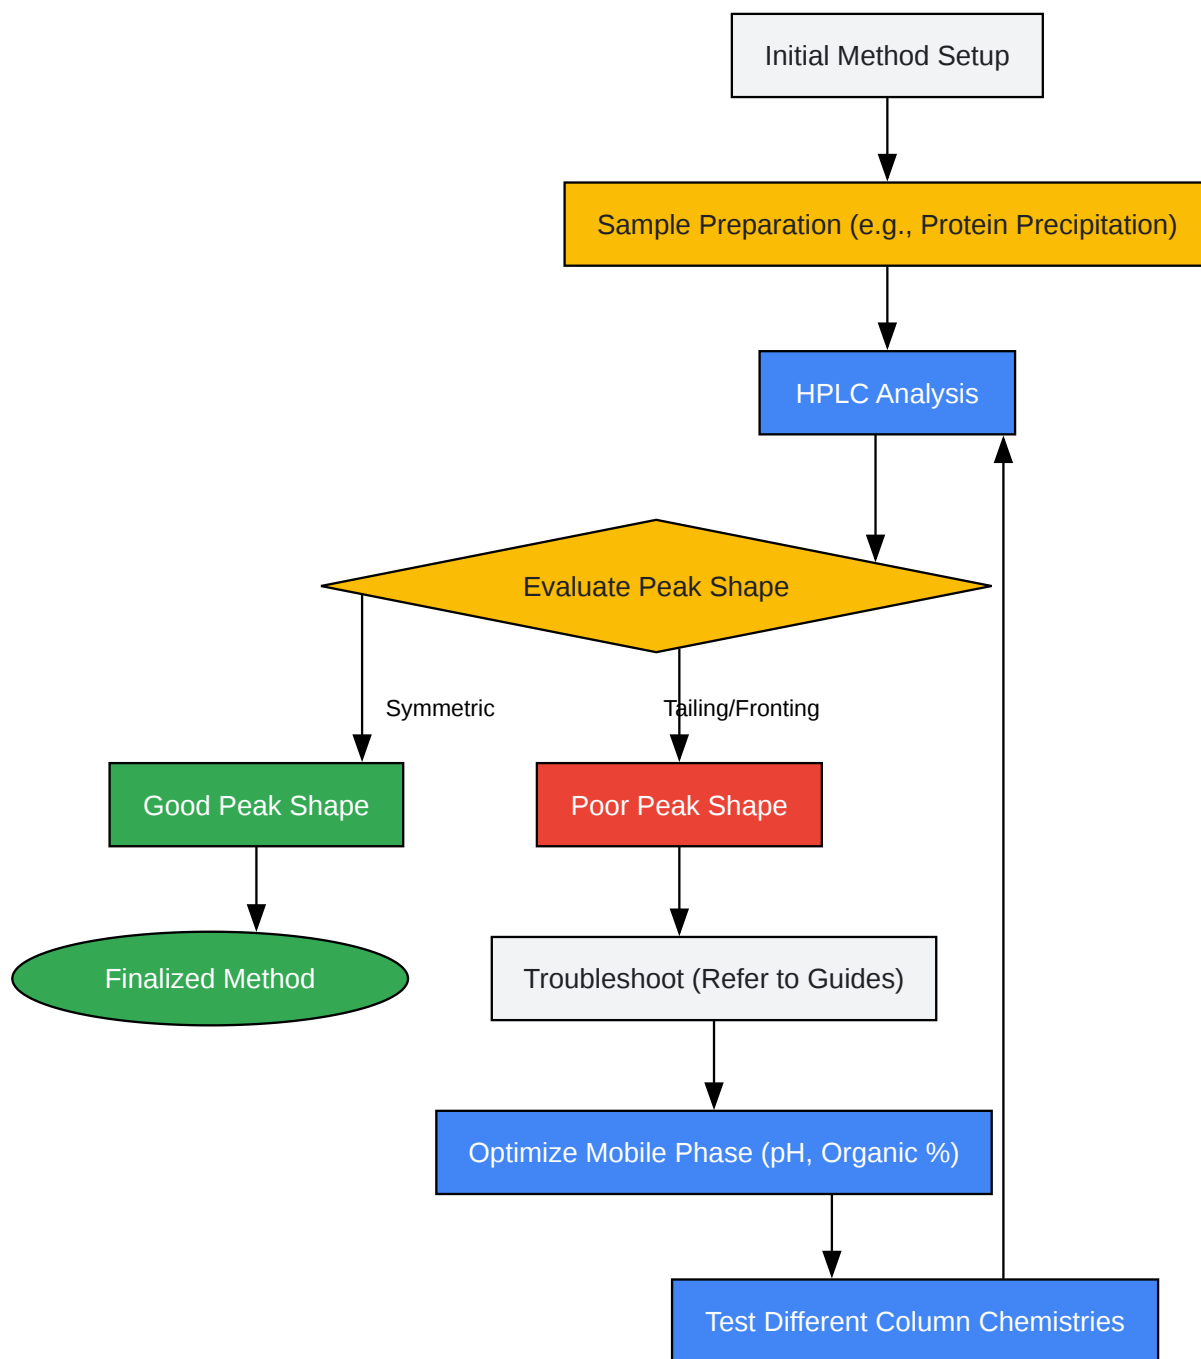 Initial Method Setup
Sample Preparation (e.g., Protein Precipitation)
HPLC Analysis
Evaluate Peak Shape
Symmetric
Tailing/Fronting
Good Peak Shape
Poor Peak Shape
Finalized Method
Troubleshoot (Refer to Guides)
Optimize Mobile Phase (pH, Organic %)
Test Different Column Chemistries